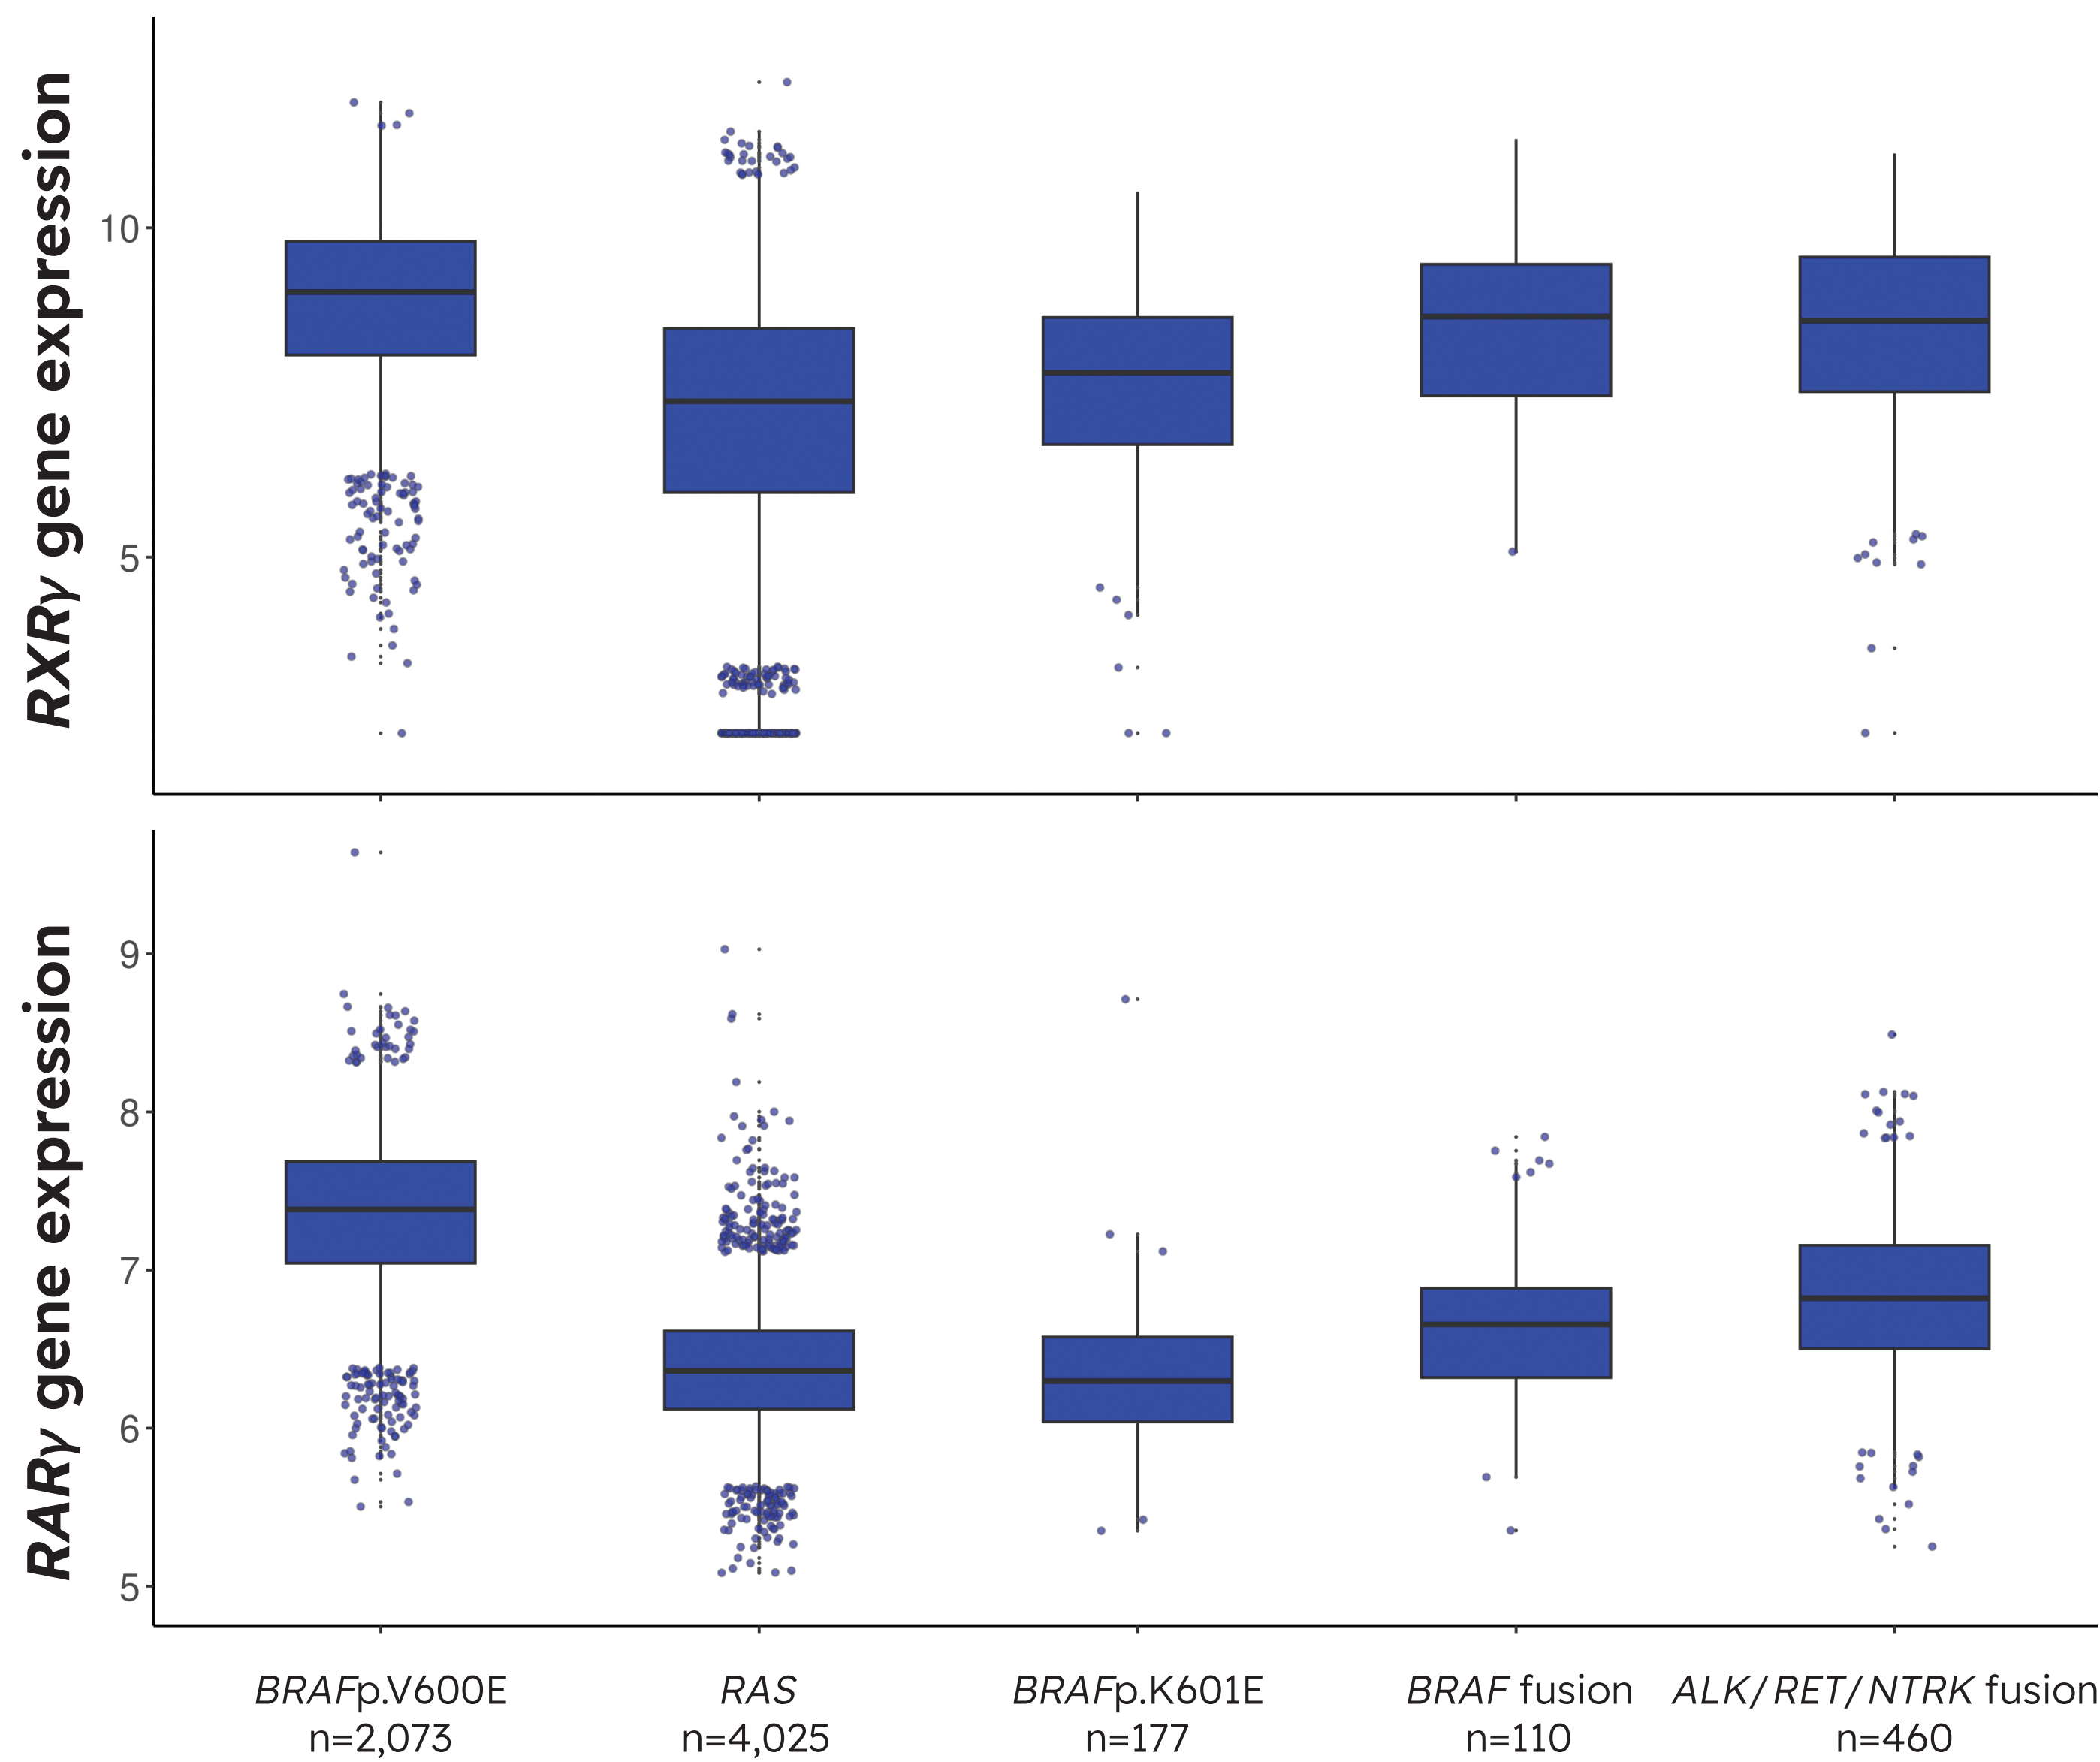 RXRγ gene expression
10
5
RARγ gene expression
9
8
7
6
5
BRAFp.V600E RAS BRAFp.K601E BRAF fusion ALK/RET/NTRK fusion
n=2,073 n=4,025 n=177 n=110 n=460